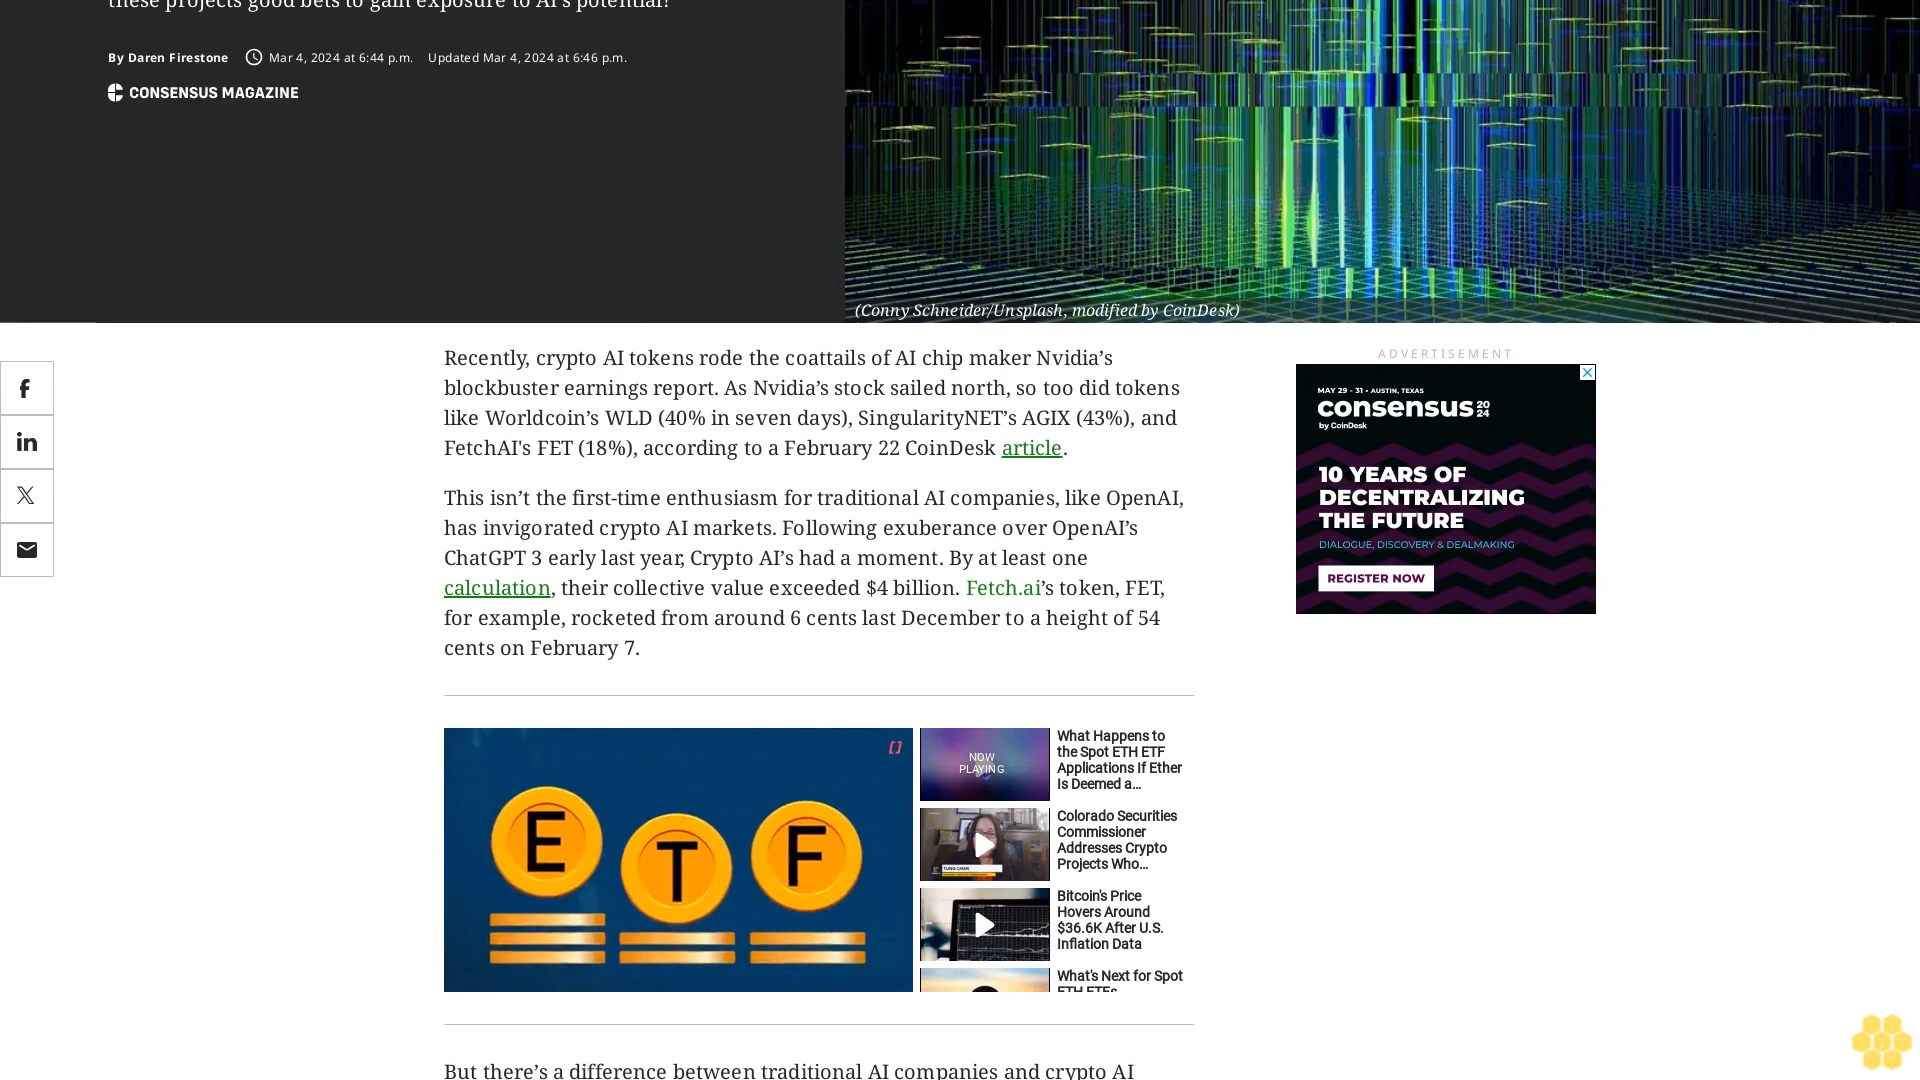 these projects good bets to gain exposure to AI's potential?
By Daren Firestone Mar 4, 2024 at 6:44 p.m. Updated Mar 4, 2024 at 6:46 p.m.
CONSENSUS MAGAZINE
(Conny Schneider/Unsplash, modified by CoinDesk)
Recently, crypto AI tokens rode the coattails of AI chip maker Nvidia’s
blockbuster earnings report. As Nvidia’s stock sailed north, so too did tokens
like Worldcoin’s WLD (40% in seven days), SingularityNET’s AGIX (43%), and
FetchAI's FET (18%), according to a February 22 CoinDesk article.
This isn’t the first-time enthusiasm for traditional AI companies, like OpenAI,
has invigorated crypto AI markets. Following exuberance over OpenAI’s
ChatGPT 3 early last year, Crypto AI’s had a moment. By at least one
calculation, their collective value exceeded $4 billion. Fetch.ai’s token, FET,
for example, rocketed from around 6 cents last December to a height of 54
cents on February 7.
ADVERTISEMENT
MAY 29 - 31 • AUSTIN, TEXAS
consensus 20
24
by CoinDesk
10 YEARS OF
DECENTRALIZING
THE FUTURE
DIALOGUE, DISCOVERY & DEALMAKING
REGISTER NOW
E T F
NOW
PLAYING
What Happens to
the Spot ETH ETF
Applications If Ether
Is Deemed a...
TUNG CHAN
Colorado Securities
Commissioner
Addresses Crypto
Projects Who...
Bitcoin's Price
Hovers Around
$36.6K After U.S.
Inflation Data
What's Next for Spot
ETH ETFs
But there’s a difference between traditional AI companies and crypto AI